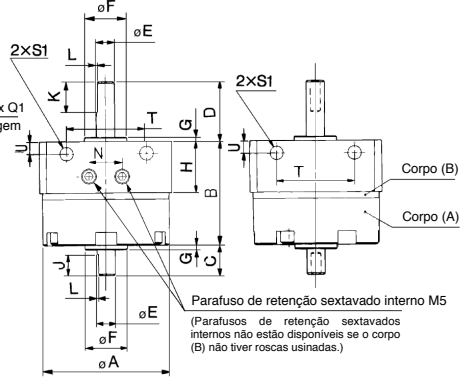 øF
øE
L
K
2×S1
x Q1
gem
T
G
D
U
N
H
B
G
C
J
L
øE
øF
øA
2×S1
U
T
Corpo (B)
Corpo (A)
Parafuso de retenção sextavado interno M5
(Parafusos de retenção sextavados
internos não estão disponíveis se o corpo
(B) não tiver roscas usinadas.)